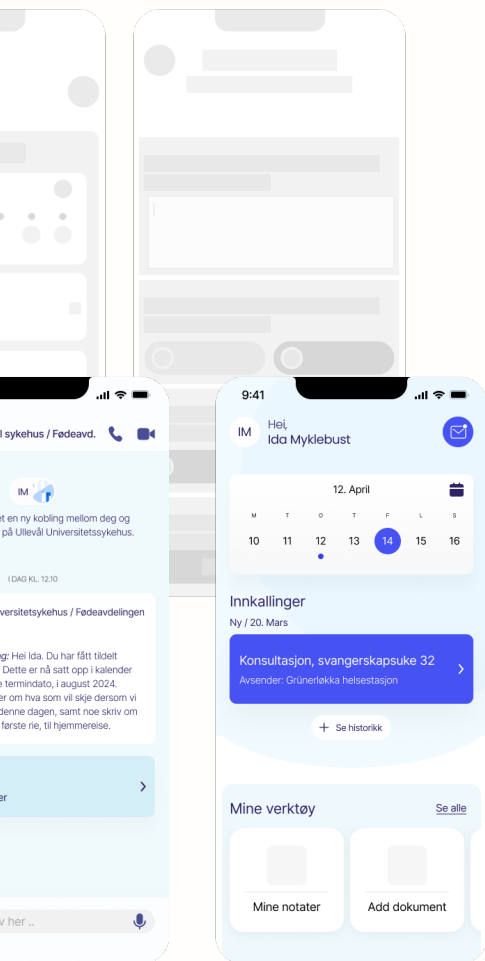 l sykehus / Fødeavd.
IM
et en ny kobling mellom deg og
på Ullevål Universitetssykehus.
I DAG KL. 12.10
versitetsykehus / Fødeavdelingen
g: Hei Ida. Du har fått tildelt
Dette er nå satt opp i kalender
e termindato, i august 2024.
er om hva som vil skje dersom vi
denne dagen, samt noe skriv om
første rie, til hjemmereise.
er
v her ..
9:41
IM
Hei,
Ida Myklebust
12. April
M T O T F L S
10 11 12 13 14 15 16
Innkallinger
Ny / 20. Mars
Konsultasjon, svangerskapsuke 32
Avsender: Grünerløkka helsestasjon
+ Se historikk
Mine verktøy
Se alle
Mine notater
Add dokument